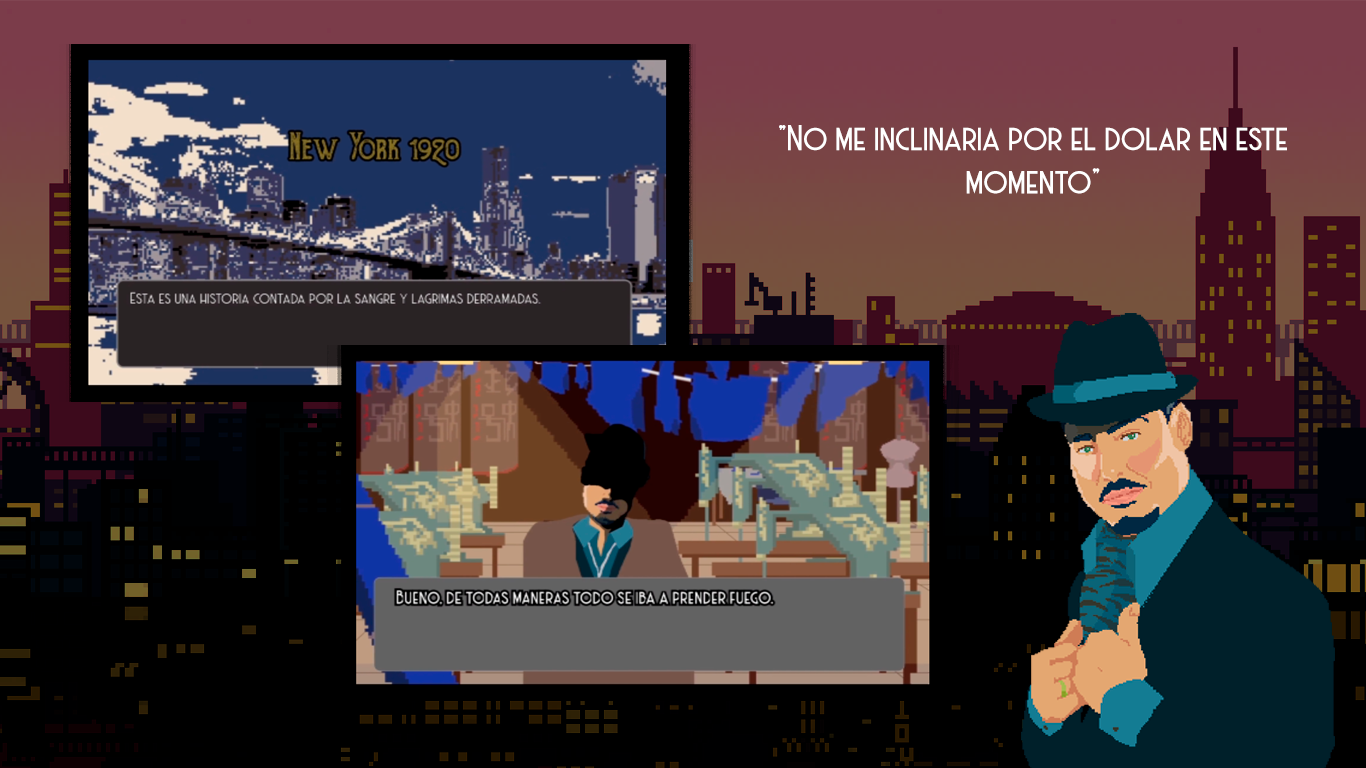 New York 1920
Esta es una historia contada por la sangre y lagrimas derramadas.
"No me inclinaria por el dolar en este
momento"
Bueno, de todas maneras todo se iba a prender fuego.